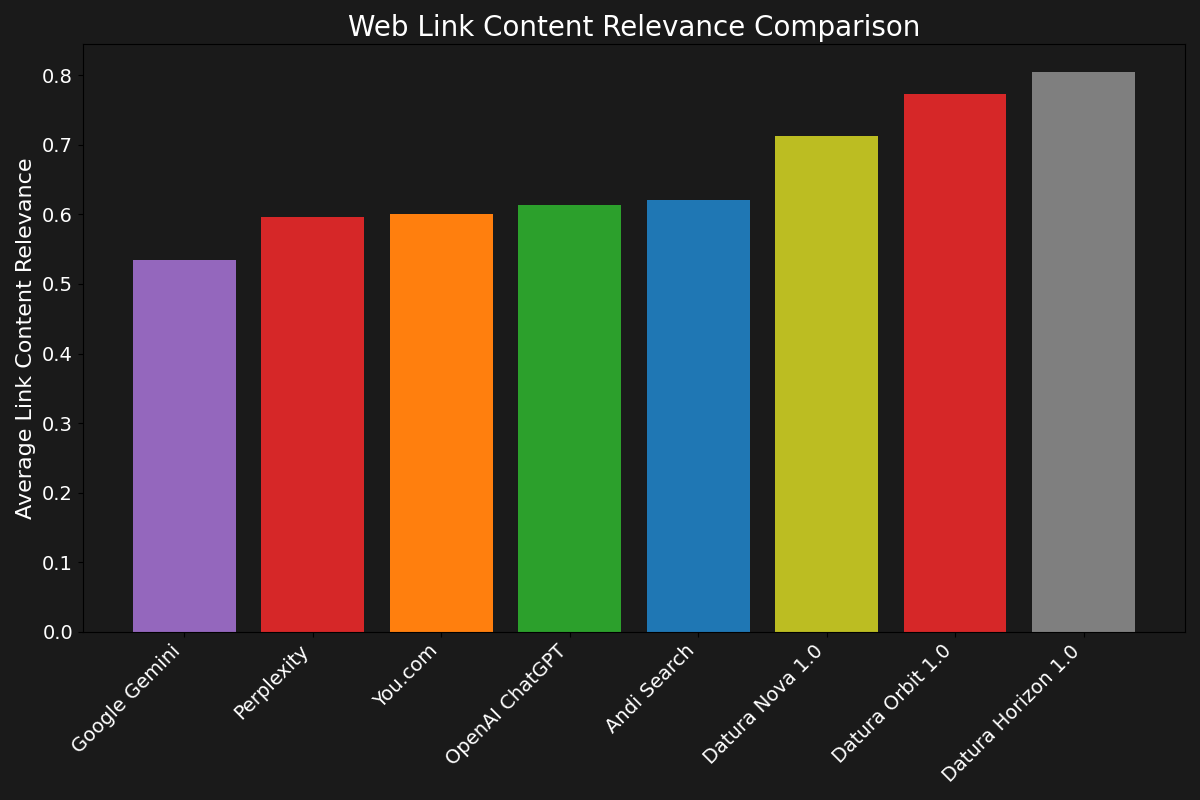 Web Link Content Relevance Comparison
Average Link Content Relevance
0.8
0.7
0.6
0.5
0.4
0.3
0.2
0.1
0.0
Google Gemini
Perplexity
You.com
OpenAI ChatGPT
Andi Search
Datura Nova 1.0
Datura Orbit 1.0
Datura Horizon 1.0